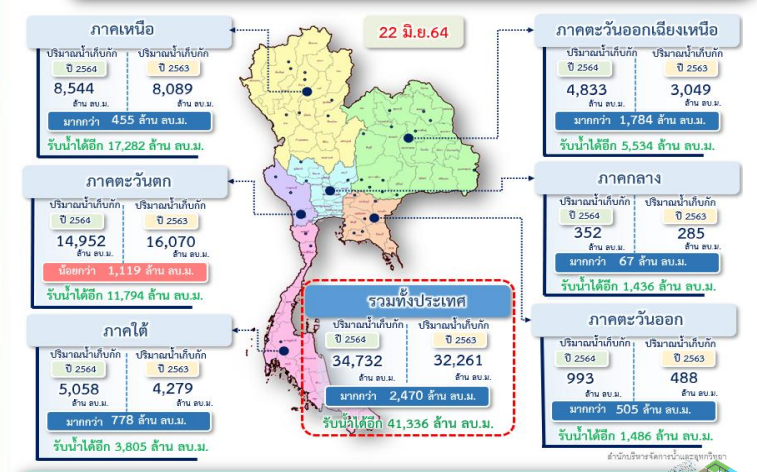 22 มิ.ย.64
ภาคเหนือ
ปริมาณน้ำเก็บกัก ปริมาณน้ำเก็บกัก
ปี 2564 ปี 2563
8,544 8,089
ล้าน ลบ.ม. ล้าน ลบ.ม.
มากกว่า 455 ล้าน ลบ.ม.
รับน้ำได้อีก 17,282 ล้าน ลบ.ม.
ภาคตะวันออกเฉียงเหนือ
ปริมาณน้ำเก็บกัก ปริมาณน้ำเก็บกัก
ปี 2564 ปี 2563
4,833 3,049
ล้าน ลบ.ม. ล้าน ลบ.ม.
มากกว่า 1,784 ล้าน ลบ.ม.
รับน้ำได้อีก 5,534 ล้าน ลบ.ม.
ภาคตะวันตก
ปริมาณน้ำเก็บกัก ปริมาณน้ำเก็บกัก
ปี 2564 ปี 2563
14,952 16,070
ล้าน ลบ.ม. ล้าน ลบ.ม.
น้อยกว่า 1,119 ล้าน ลบ.ม.
รับน้ำได้อีก 11,794 ล้าน ลบ.ม.
ภาคกลาง
ปริมาณน้ำเก็บกัก ปริมาณน้ำเก็บกัก
ปี 2564 ปี 2563
352 285
ล้าน ลบ.ม. ล้าน ลบ.ม.
มากกว่า 67 ล้าน ลบ.ม.
รับน้ำได้อีก 1,436 ล้าน ลบ.ม.
ภาคใต้
ปริมาณน้ำเก็บกัก ปริมาณน้ำเก็บกัก
ปี 2564 ปี 2563
5,058 4,279
ล้าน ลบ.ม. ล้าน ลบ.ม.
มากกว่า 778 ล้าน ลบ.ม.
รับน้ำได้อีก 3,805 ล้าน ลบ.ม.
รวมทั้งประเทศ
ปริมาณน้ำเก็บกัก ปริมาณน้ำเก็บกัก
ปี 2564 ปี 2563
34,732 32,261
ล้าน ลบ.ม. ล้าน ลบ.ม.
มากกว่า 2,470 ล้าน ลบ.ม.
รับน้ำได้อีก 41,336 ล้าน ลบ.ม.
ภาคตะวันออก
ปริมาณน้ำเก็บกัก ปริมาณน้ำเก็บกัก
ปี 2564 ปี 2563
993 488
ล้าน ลบ.ม. ล้าน ลบ.ม.
มากกว่า 505 ล้าน ลบ.ม.
รับน้ำได้อีก 1,486 ล้าน ลบ.ม.
สำนักบริหารจัดการน้ำและอุทกวิทยา